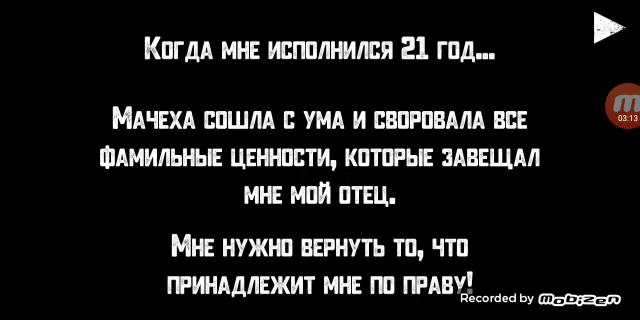 Когда мне исполнился 21 год...
Мачеха сошла с ума и своровала все
фамильные ценности, которые завещал
мне мой отец.
Мне нужно вернуть то, что
принадлежит мне по праву!
03:13
Recorded by mobizen